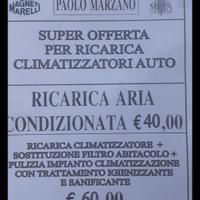 MAGNETI
MARELLI
PAOLO MARZANO
SUPER OFFERTA
PER RICARICA
CLIMATIZZATORI AUTO
RICARICA ARIA
CONDIZIONATA € 40,00
RICARICA CLIMATIZZATORE +
SOSTITUZIONE FILTRO ABITACOLO +
PULIZIA IMPIANTO CLIMATIZZAZIONE
CON TRATTAMENTO IGIENIZZANTE
E SANIFICANTE
€ 60,00